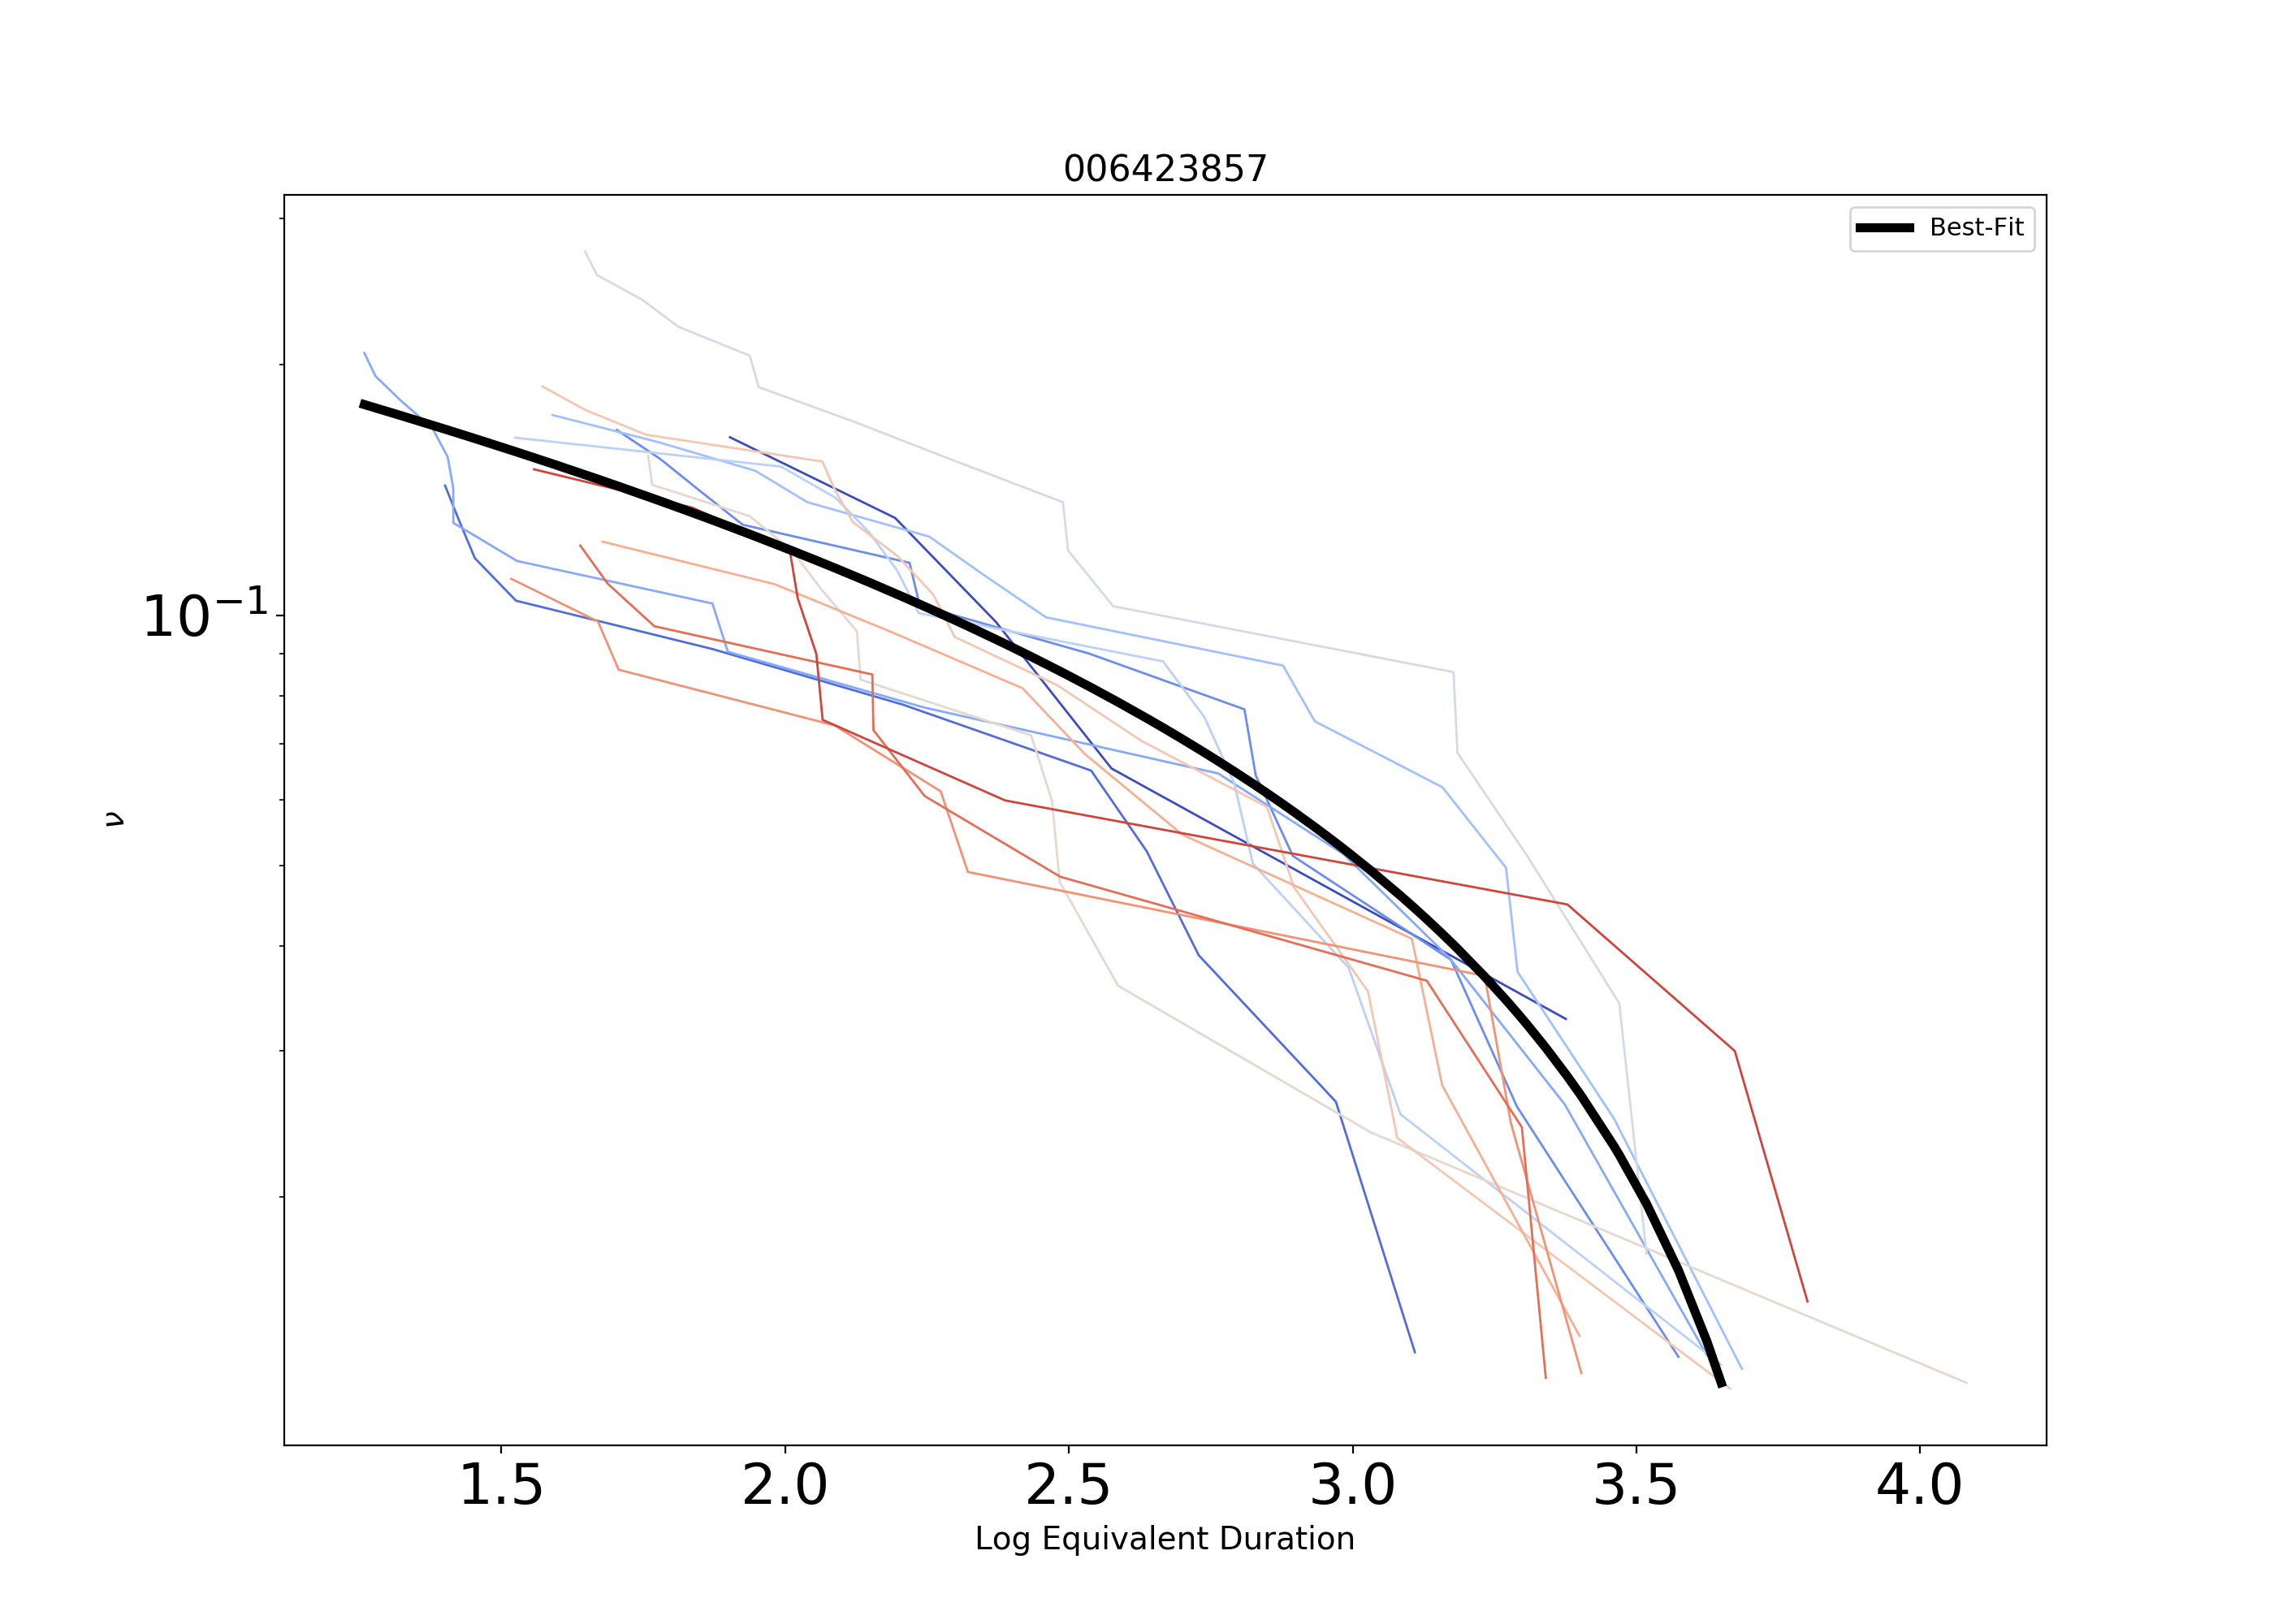 006423857
Best-Fit
10⁻¹
ν
1.5 2.0 2.5 3.0 3.5 4.0
Log Equivalent Duration